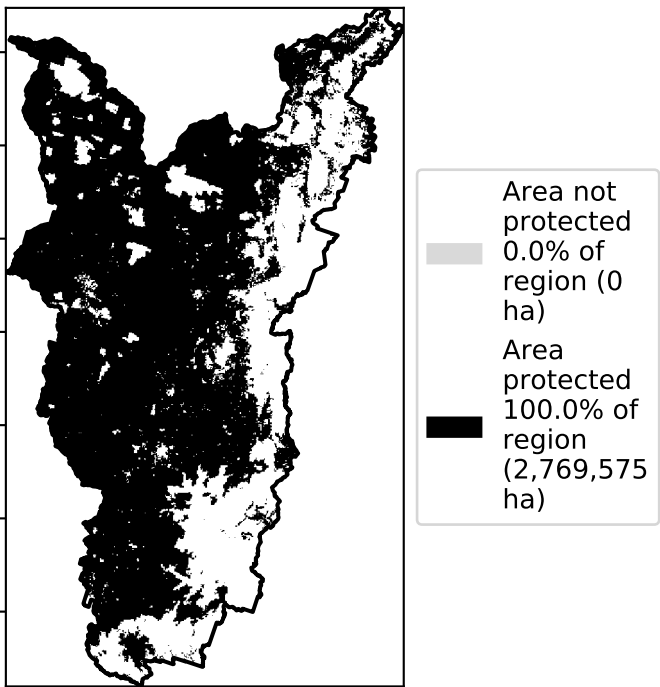 Area not
protected
0.0% of
region (0
ha)
Area
protected
100.0% of
region
(2,769,575
ha)